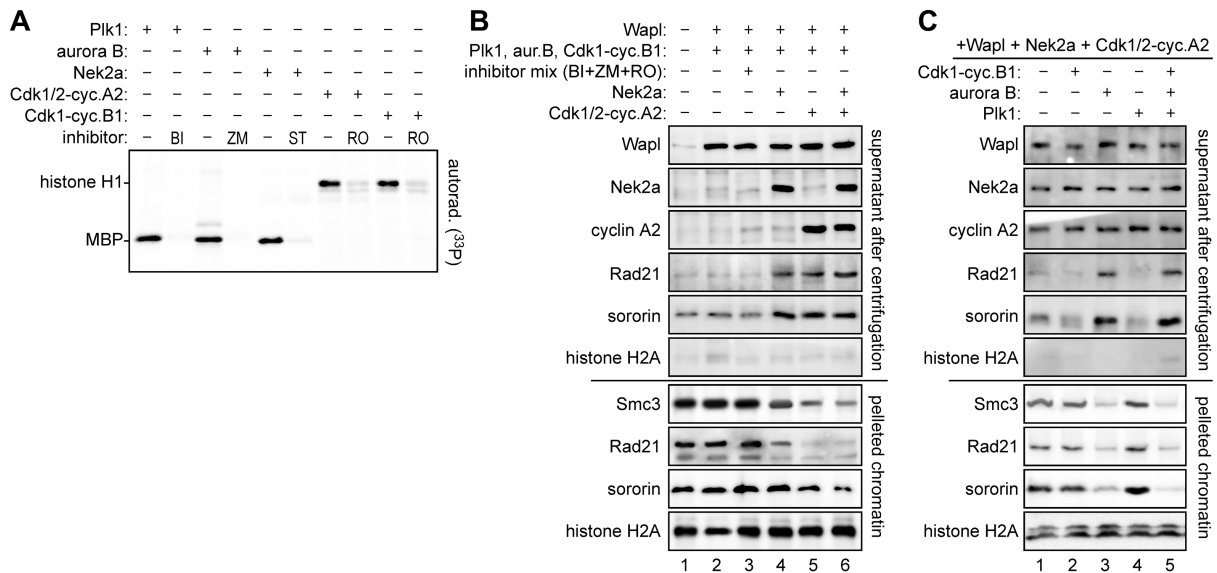 A
Plk1: + + – – – – – – – –
aurora B: – – + + – – – – – –
Nek2a: – – – – + + – – – –
Cdk1/2-cyc.A2: – – – – – – + + – –
Cdk1-cyc.B1: – – – – – – – – + +
inhibitor: – BI – ZM – ST – RO – RO
histone H1
MBP
autorad. (³³P)
B
Wapl: – + + + + +
Plk1, aur.B, Cdk1-cyc.B1: – + + + + +
inhibitor mix (BI+ZM+RO): – – + – – –
Nek2a: – – – + – +
Cdk1/2-cyc.A2: – – – – + +
Wapl
Nek2a
cyclin A2
Rad21
sororin
histone H2A
supernatant after centrifugation
Smc3
Rad21
sororin
histone H2A
pelleted chromatin
1 2 3 4 5 6
C
+Wapl + Nek2a + Cdk1/2-cyc.A2
Cdk1-cyc.B1: – + – – +
aurora B: – – + – +
Plk1: – – – + +
Wapl
Nek2a
cyclin A2
Rad21
sororin
histone H2A
supernatant after centrifugation
Smc3
Rad21
sororin
histone H2A
pelleted chromatin
1 2 3 4 5